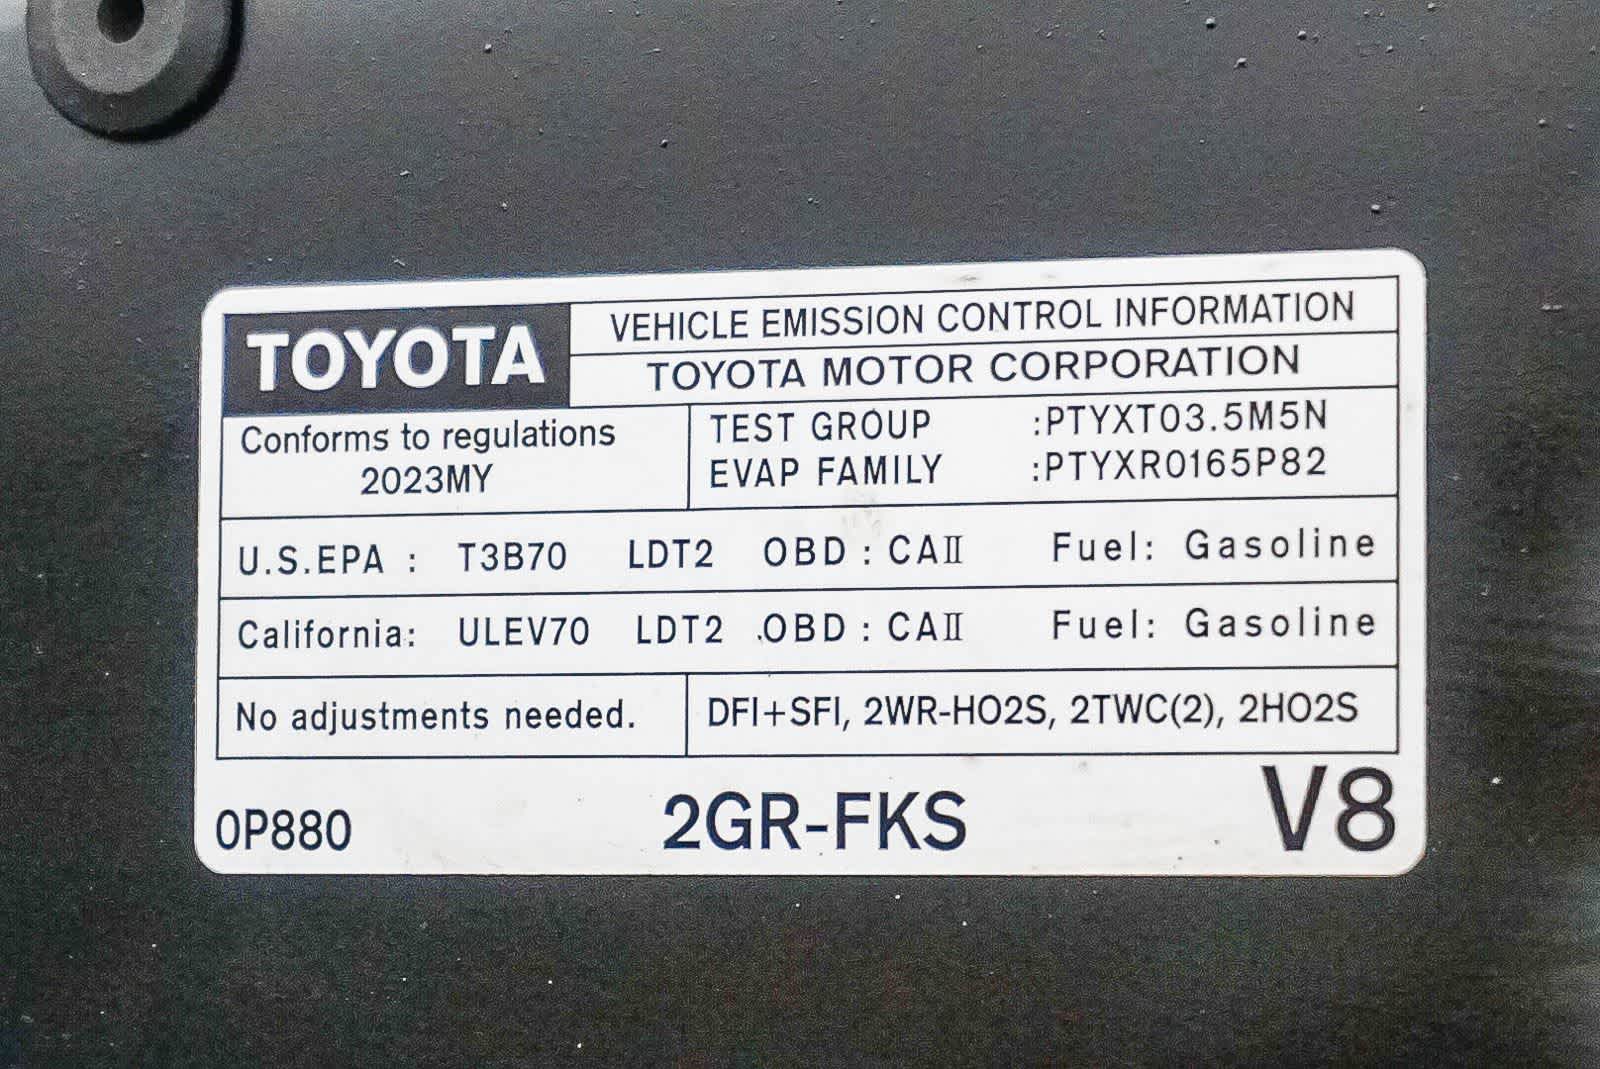 TOYOTA
VEHICLE EMISSION CONTROL INFORMATION
TOYOTA MOTOR CORPORATION
Conforms to regulations
2023MY
TEST GROUP :PTYXT03.5M5N
EVAP FAMILY :PTYXR0165P82
U.S.EPA : T3B70 LDT2 OBD : CAⅡ Fuel: Gasoline
California: ULEV70 LDT2 OBD : CAⅡ Fuel: Gasoline
No adjustments needed.
DFI+SFI, 2WR-HO2S, 2TWC(2), 2HO2S
0P880 2GR-FKS V8